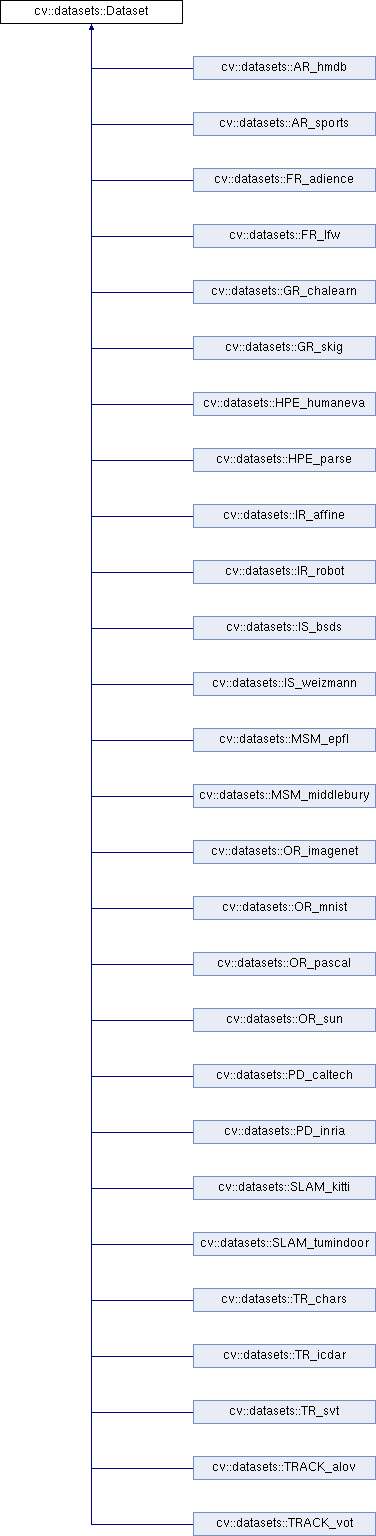 cv::datasets::Dataset
cv::datasets::AR_hmdb
cv::datasets::AR_sports
cv::datasets::FR_adience
cv::datasets::FR_lfw
cv::datasets::GR_chalearn
cv::datasets::GR_skig
cv::datasets::HPE_humaneva
cv::datasets::HPE_parse
cv::datasets::IR_affine
cv::datasets::IR_robot
cv::datasets::IS_bsds
cv::datasets::IS_weizmann
cv::datasets::MSM_epfl
cv::datasets::MSM_middlebury
cv::datasets::OR_imagenet
cv::datasets::OR_mnist
cv::datasets::OR_pascal
cv::datasets::OR_sun
cv::datasets::PD_caltech
cv::datasets::PD_inria
cv::datasets::SLAM_kitti
cv::datasets::SLAM_tumindoor
cv::datasets::TR_chars
cv::datasets::TR_icdar
cv::datasets::TR_svt
cv::datasets::TRACK_alov
cv::datasets::TRACK_vot